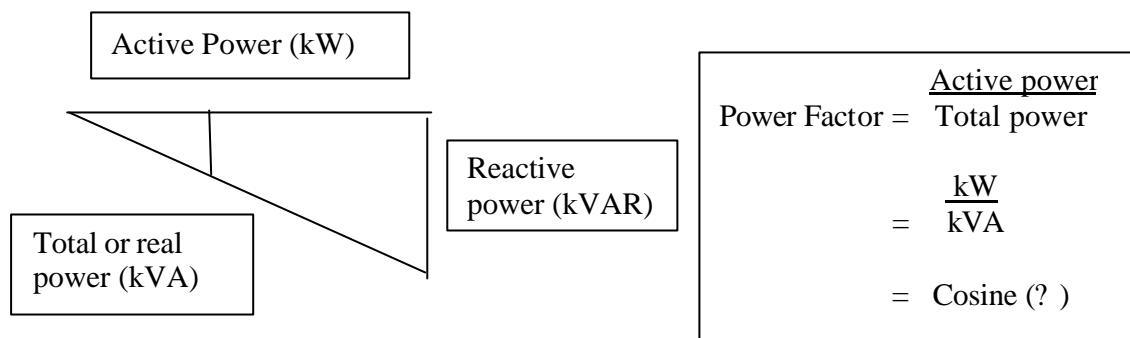 Active Power (kW)
Total or real
power (kVA)
Reactive
power (kVAR)
Active power
Power Factor = Total power
kW
= kVA
= Cosine (? )